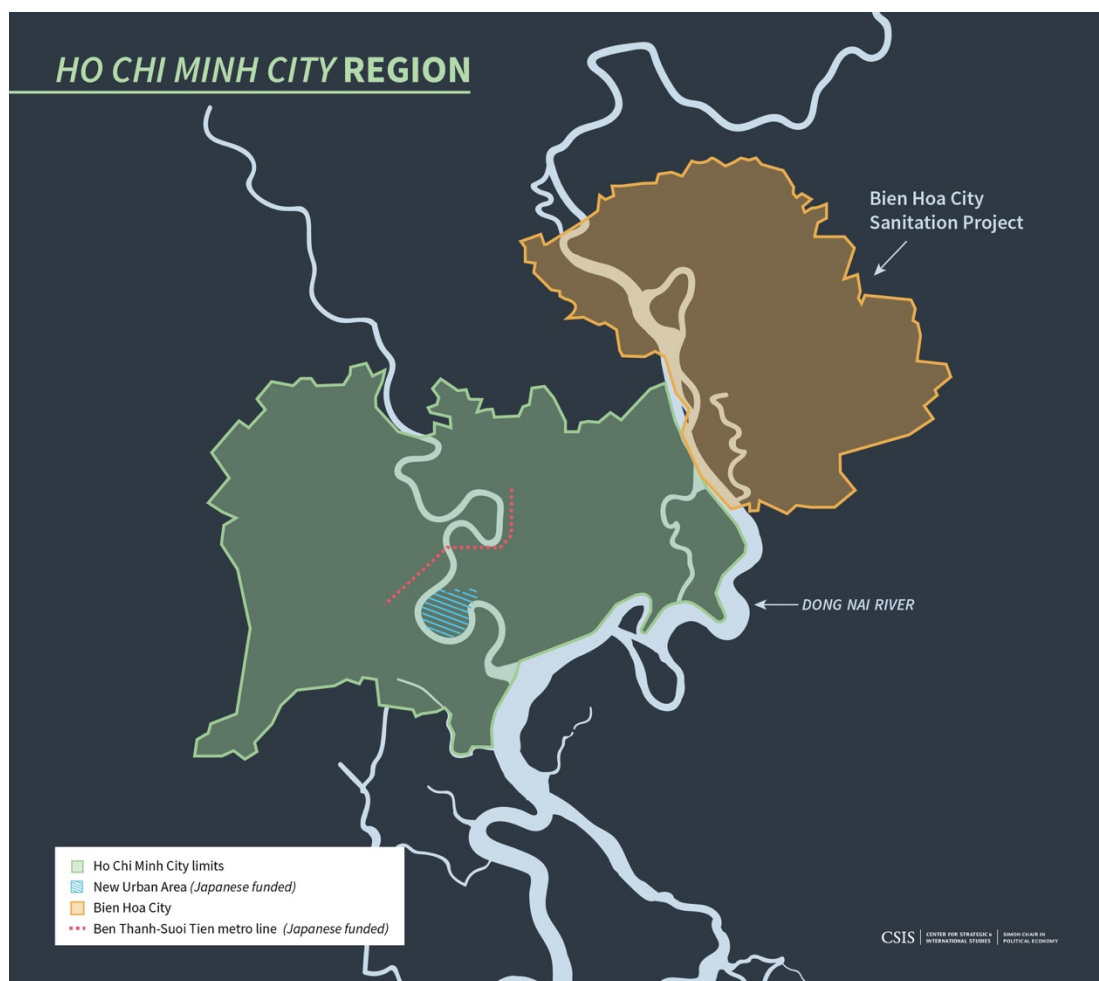 HO CHI MINH CITY REGION
Bien Hoa City
Sanitation Project
DONG NAI RIVER
Ho Chi Minh City limits
New Urban Area (Japanese funded)
Bien Hoa City
Ben Thanh-Suoi Tien metro line (Japanese funded)
CSIS | CENTER FOR STRATEGIC & INTERNATIONAL STUDIES | SIMON CHAIR IN POLITICAL ECONOMY